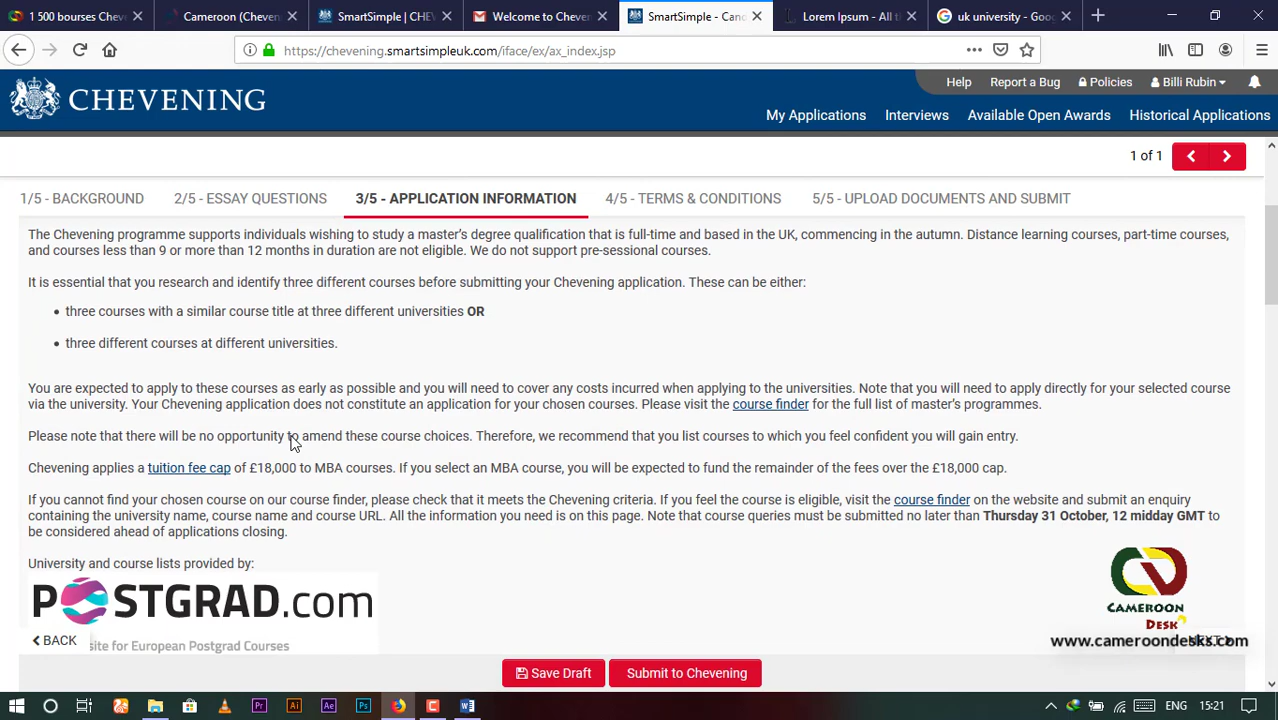 1 500 bourses Cheve
Cameroon (Cheven
SmartSimple | CHE
Welcome to Cheven
SmartSimple - Cano
Lorem Ipsum - All t
uk university - Goo
https://chevening.smartsimpleuk.com/iface/ex/ax_index.jsp
CHEVENING
Help
Report a Bug
Policies
Billi Rubin
My Applications
Interviews
Available Open Awards
Historical Applications
1 of 1
1/5 - BACKGROUND
2/5 - ESSAY QUESTIONS
3/5 - APPLICATION INFORMATION
4/5 - TERMS & CONDITIONS
5/5 - UPLOAD DOCUMENTS AND SUBMIT
The Chevening programme supports individuals wishing to study a master's degree qualification that is full-time and based in the UK, commencing in the autumn. Distance learning courses, part-time courses,
and courses less than 9 or more than 12 months in duration are not eligible. We do not support pre-sessional courses.
It is essential that you research and identify three different courses before submitting your Chevening application. These can be either:
• three courses with a similar course title at three different universities OR
• three different courses at different universities.
You are expected to apply to these courses as early as possible and you will need to cover any costs incurred when applying to the universities. Note that you will need to apply directly for your selected course
via the university. Your Chevening application does not constitute an application for your chosen courses. Please visit the course finder for the full list of master's programmes.
Please note that there will be no opportunity to amend these course choices. Therefore, we recommend that you list courses to which you feel confident you will gain entry.
Chevening applies a tuition fee cap of £18,000 to MBA courses. If you select an MBA course, you will be expected to fund the remainder of the fees over the £18,000 cap.
If you cannot find your chosen course on our course finder, please check that it meets the Chevening criteria. If you feel the course is eligible, visit the course finder on the website and submit an enquiry
containing the university name, course name and course URL. All the information you need is on this page. Note that course queries must be submitted no later than Thursday 31 October, 12 midday GMT to
be considered ahead of applications closing.
University and course lists provided by:
POSTGRAD.com
site for European Postgrad Courses
BACK
CAMEROON
DESK
www.cameroondesks.com
Save Draft
Submit to Chevening
Pr
Ai
Ae
Ps
ENG
15:21